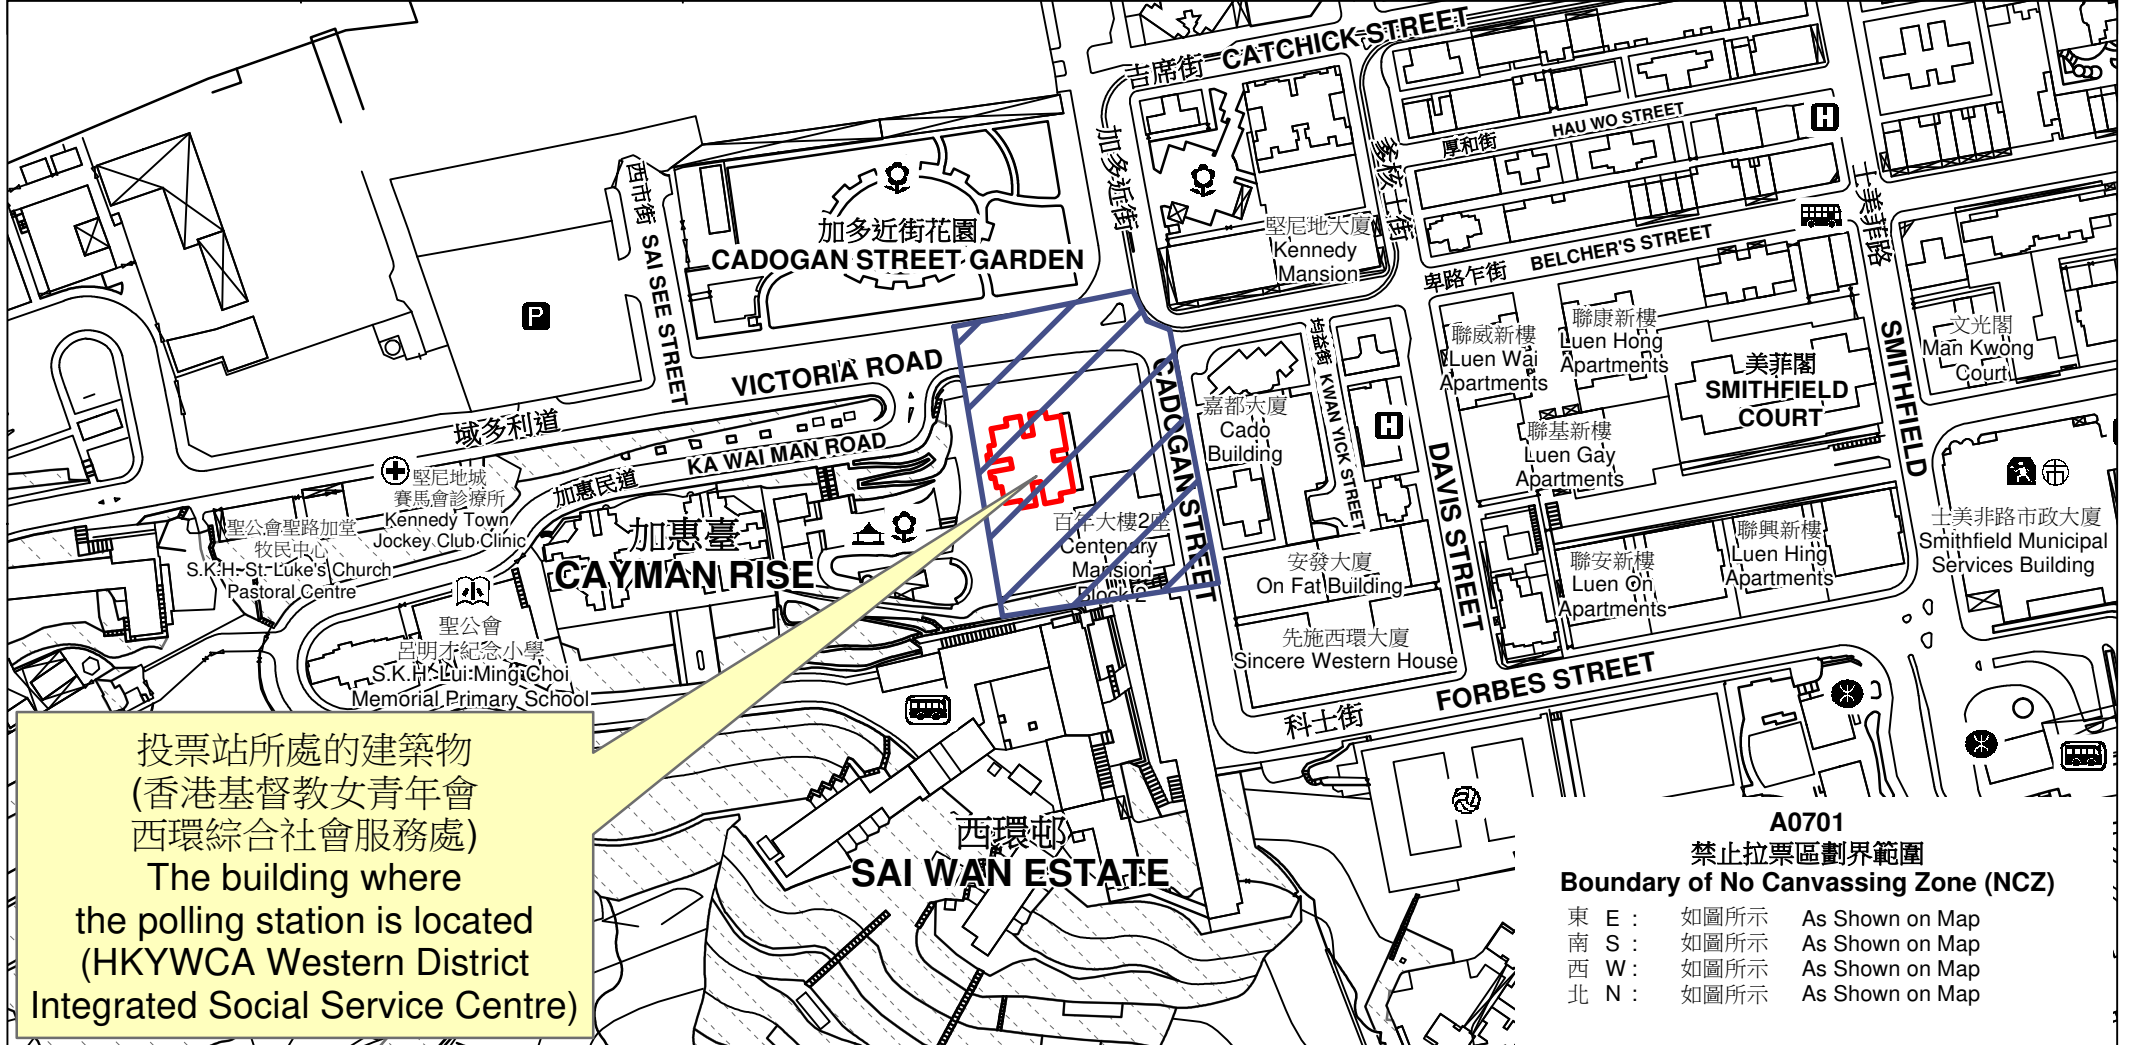 吉席街 CATCHICK STREET
加多近街
爹核士街
厚和街 HAU WO STREET
H
士美菲路
西市街 SAI SEE STREET
加多近街花園
CADOGAN STREET GARDEN
堅尼地大廈
Kennedy
Mansion
卑路乍街 BELCHER'S STREET
P
聯威新樓
Luen Wai
Apartments
聯康新樓
Luen Hong
Apartments
美菲閣
SMITHFIELD
COURT
SMITHFIELD
文光閣
Man Kwong
Court
域多利道 VICTORIA ROAD
加惠民道 KA WAI MAN ROAD
CADOGAN STREET
嘉都大廈
Cado
Building
均益街 KWAN YICK STREET
H
DAVIS STREET
聯基新樓
Luen Gay
Apartments
堅尼地城
賽馬會診療所
Kennedy Town
Jockey Club Clinic
聖公會聖路加堂
牧民中心
S.K.H. St. Luke's Church
Pastoral Centre
加惠臺
CAYMAN RISE
百年大樓2座
Centenary
Mansion
Block 2
安發大廈
On Fat Building
聯安新樓
Luen On
Apartments
聯興新樓
Luen Hing
Apartments
士美非路市政大廈
Smithfield Municipal
Services Building
聖公會
呂明才紀念小學
S.K.H. Lui Ming Choi
Memorial Primary School
先施西環大廈
Sincere Western House
科士街 FORBES STREET
西環邨
SAI WAN ESTATE
投票站所處的建築物
(香港基督教女青年會
西環綜合社會服務處)
The building where
the polling station is located
(HKYWCA Western District
Integrated Social Service Centre)
A0701
禁止拉票區劃界範圍
Boundary of No Canvassing Zone (NCZ)
東 E : 如圖所示 As Shown on Map
南 S : 如圖所示 As Shown on Map
西 W : 如圖所示 As Shown on Map
北 N : 如圖所示 As Shown on Map